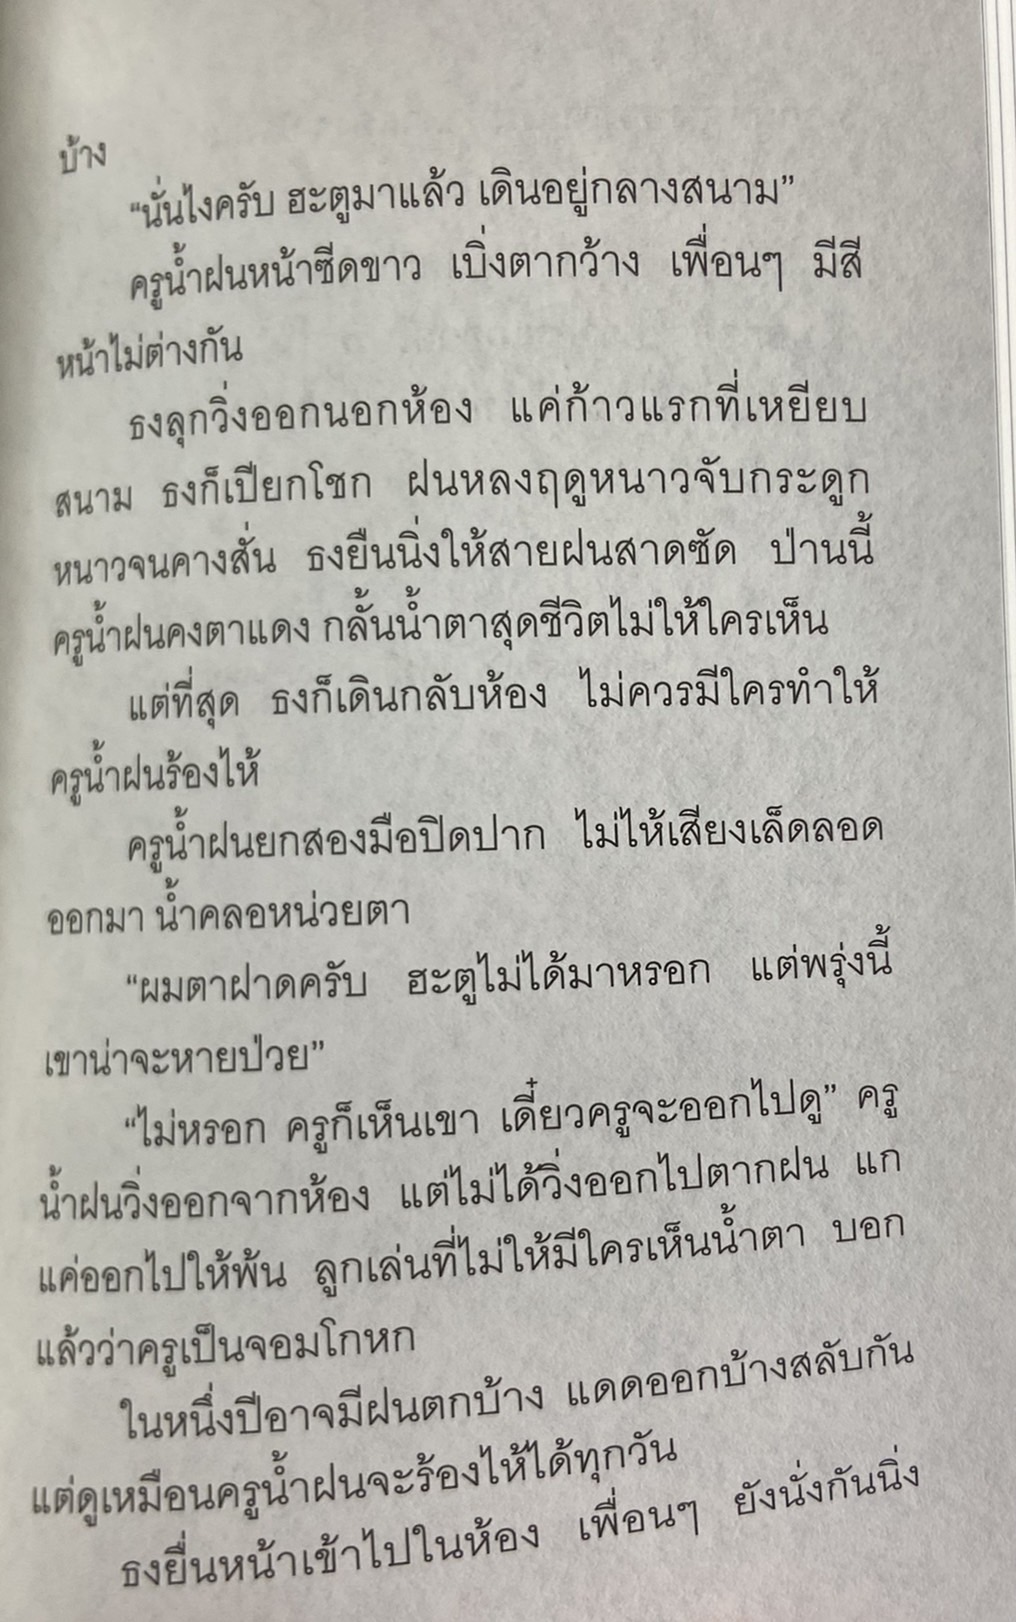 บ้าง
“นั่นไงครับ ฮะตูมาแล้ว เดินอยู่กลางสนาม”
ครูน้ำฝนหน้าซีดขาว เบิ่งตากว้าง เพื่อนๆ มีสี
หน้าไม่ต่างกัน
ธงลุกวิ่งออกนอกห้อง แค่ก้าวแรกที่เหยียบ
สนาม ธงก็เปียกโชก ฝนหลงฤดูหนาวจับกระดูก
หนาวจนคางสั่น ธงยืนนิ่งให้สายฝนสาดซัด ป่านนี้
ครูน้ำฝนคงตาแดง กลั้นน้ำตาสุดชีวิตไม่ให้ใครเห็น
แต่ที่สุด ธงก็เดินกลับห้อง ไม่ควรมีใครทำให้
ครูน้ำฝนร้องไห้
ครูน้ำฝนยกสองมือปิดปาก ไม่ไห้เสียงเล็ดลอด
ออกมา น้ำคลอหน่วยตา
“ผมตาฝาดครับ ฮะตูไม่ได้มาหรอก แต่พรุ่งนี้
เขาน่าจะหายป่วย”
“ไม่หรอก ครูก็เห็นเขา เดี๋ยวครูจะออกไปดู” ครู
น้ำฝนวิ่งออกจากห้อง แต่ไม่ได้วิ่งออกไปตากฝน แก
แค่ออกไปให้พ้น ลูกเล่นที่ไม่ให้มีใครเห็นน้ำตา บอก
แล้วว่าครูเป็นจอมโกหก
ในหนึ่งปีอาจมีฝนตกบ้าง แดดออกบ้างสลับกัน
แต่ดูเหมือนครูน้ำฝนจะร้องไห้ได้ทุกวัน
ธงยื่นหน้าเข้าไปในห้อง เพื่อนๆ ยังนั่งกันนิ่ง